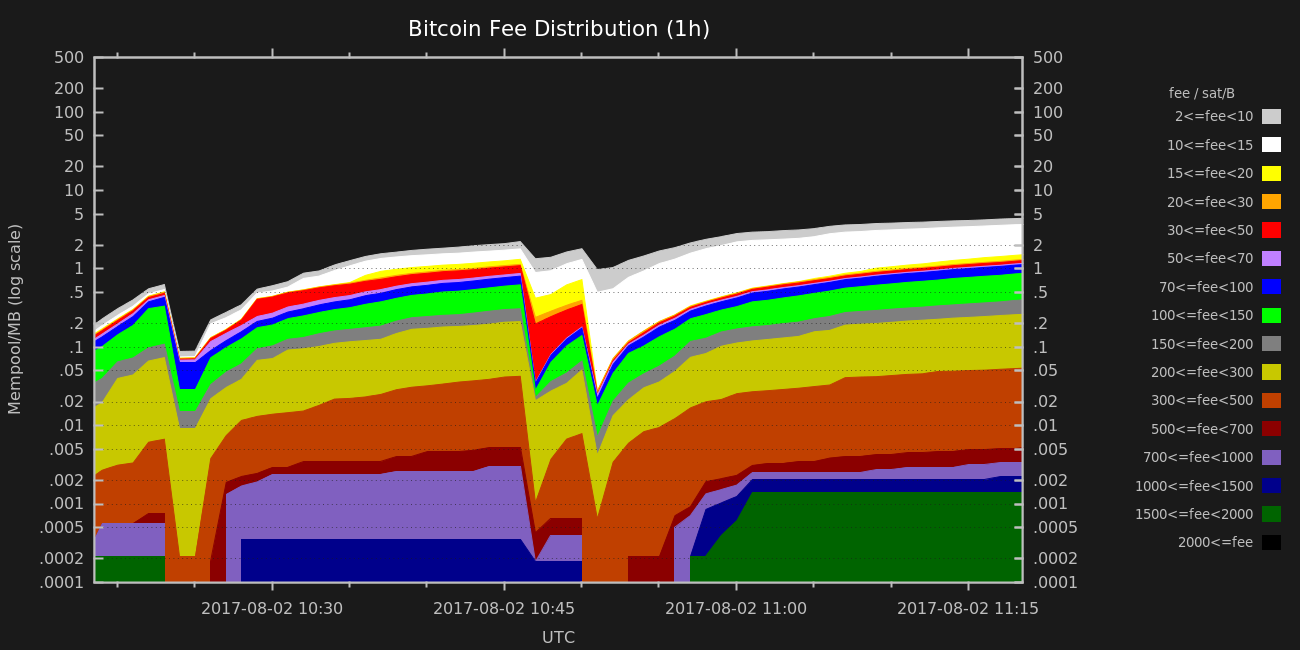 Bitcoin Fee Distribution (1h)
Mempool/MB (log scale)
500
200
100
50
20
10
5
2
1
.5
.2
.1
.05
.02
.01
.005
.002
.001
.0005
.0002
.0001
500
200
100
50
20
10
5
2
1
.5
.2
.1
.05
.02
.01
.005
.002
.001
.0005
.0002
.0001
2017-08-02 10:30
2017-08-02 10:45
2017-08-02 11:00
2017-08-02 11:15
UTC
fee / sat/B
2<=fee<10
10<=fee<15
15<=fee<20
20<=fee<30
30<=fee<50
50<=fee<70
70<=fee<100
100<=fee<150
150<=fee<200
200<=fee<300
300<=fee<500
500<=fee<700
700<=fee<1000
1000<=fee<1500
1500<=fee<2000
2000<=fee